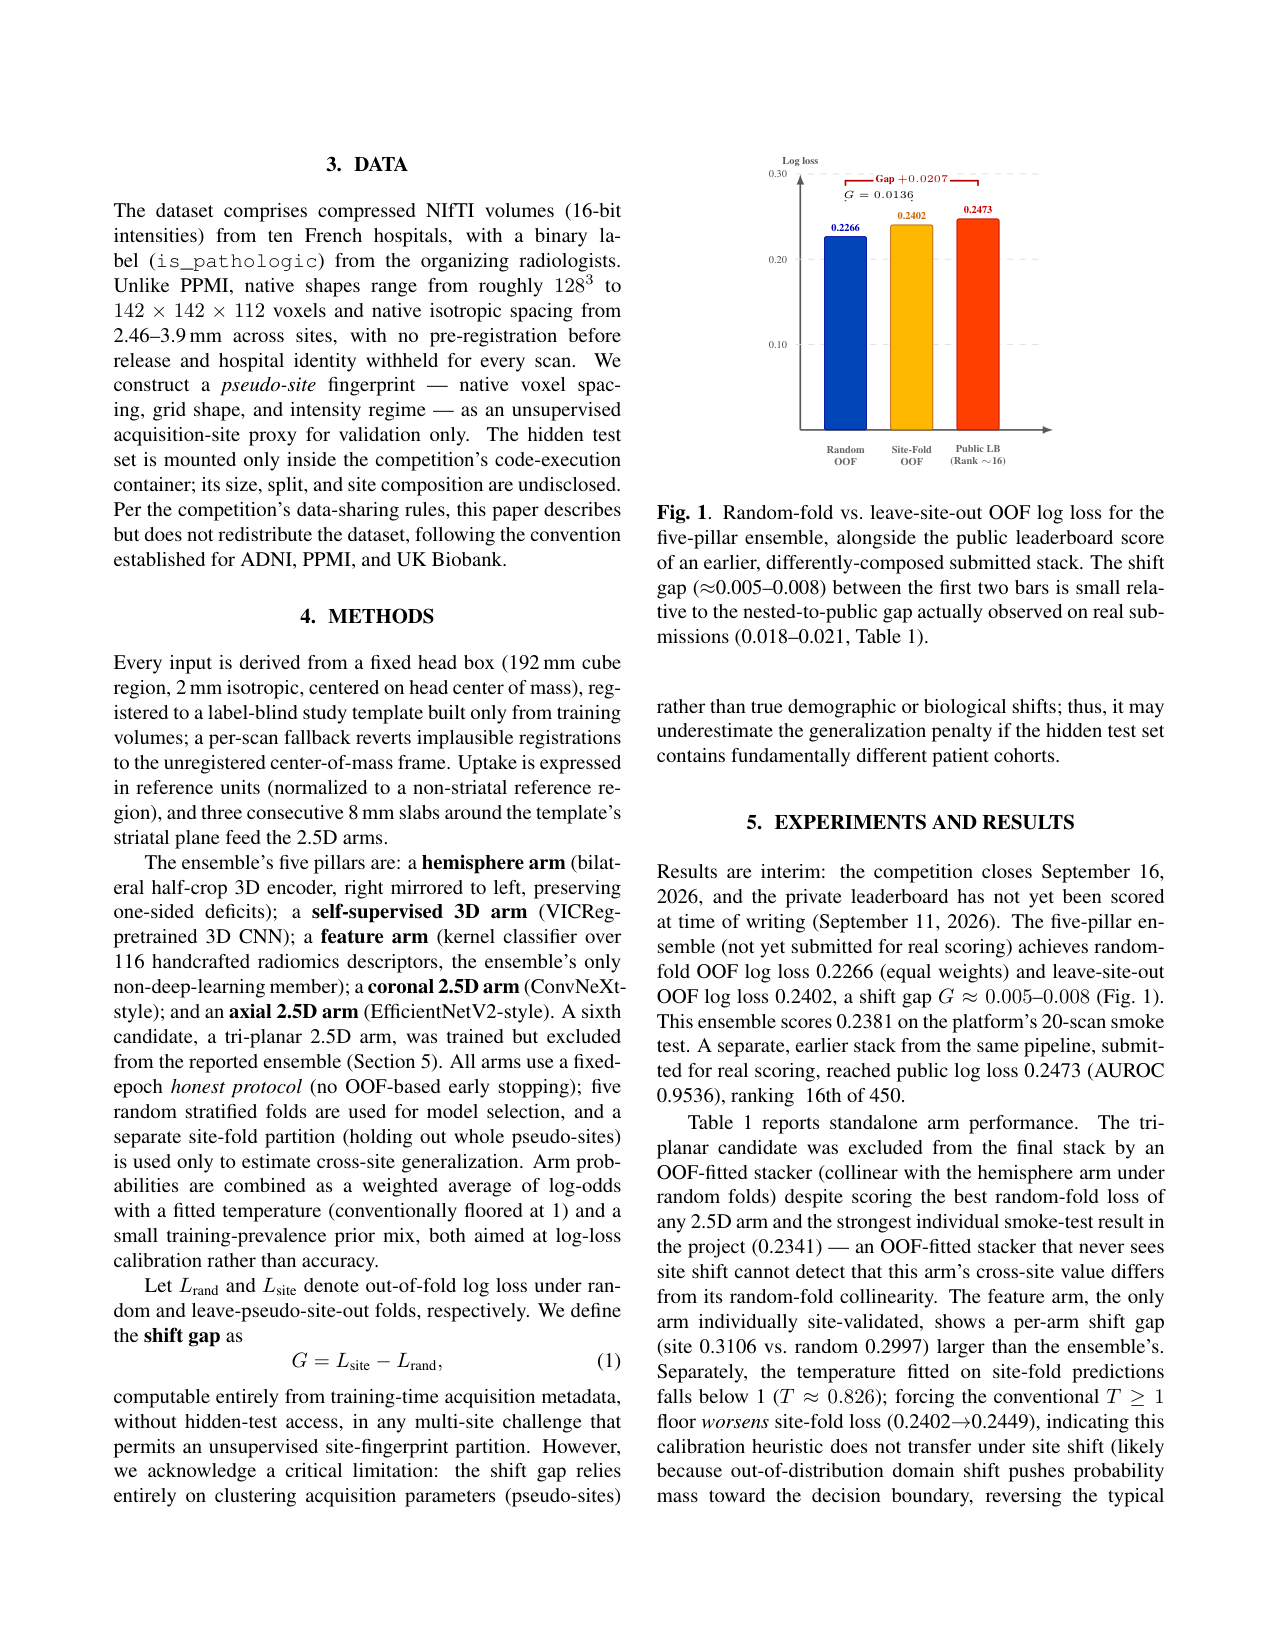 3. DATA
The dataset comprises compressed NIfTI volumes (16-bit
intensities) from ten French hospitals, with a binary la-
bel (is_pathologic) from the organizing radiologists.
Unlike PPMI, native shapes range from roughly 128³ to
142 × 142 × 112 voxels and native isotropic spacing from
2.46–3.9 mm across sites, with no pre-registration before
release and hospital identity withheld for every scan. We
construct a pseudo-site fingerprint — native voxel spac-
ing, grid shape, and intensity regime — as an unsupervised
acquisition-site proxy for validation only. The hidden test
set is mounted only inside the competition's code-execution
container; its size, split, and site composition are undisclosed.
Per the competition's data-sharing rules, this paper describes
but does not redistribute the dataset, following the convention
established for ADNI, PPMI, and UK Biobank.
4. METHODS
Every input is derived from a fixed head box (192 mm cube
region, 2 mm isotropic, centered on head center of mass), reg-
istered to a label-blind study template built only from training
volumes; a per-scan fallback reverts implausible registrations
to the unregistered center-of-mass frame. Uptake is expressed
in reference units (normalized to a non-striatal reference re-
gion), and three consecutive 8 mm slabs around the template's
striatal plane feed the 2.5D arms.
The ensemble's five pillars are: a hemisphere arm (bilat-
eral half-crop 3D encoder, right mirrored to left, preserving
one-sided deficits); a self-supervised 3D arm (VICReg-
pretrained 3D CNN); a feature arm (kernel classifier over
116 handcrafted radiomics descriptors, the ensemble's only
non-deep-learning member); a coronal 2.5D arm (ConvNeXt-
style); and an axial 2.5D arm (EfficientNetV2-style). A sixth
candidate, a tri-planar 2.5D arm, was trained but excluded
from the reported ensemble (Section 5). All arms use a fixed-
epoch honest protocol (no OOF-based early stopping); five
random stratified folds are used for model selection, and a
separate site-fold partition (holding out whole pseudo-sites)
is used only to estimate cross-site generalization. Arm prob-
abilities are combined as a weighted average of log-odds
with a fitted temperature (conventionally floored at 1) and a
small training-prevalence prior mix, both aimed at log-loss
calibration rather than accuracy.
Let L_rand and L_site denote out-of-fold log loss under ran-
dom and leave-pseudo-site-out folds, respectively. We define
the shift gap as
G = L_site − L_rand, (1)
computable entirely from training-time acquisition metadata,
without hidden-test access, in any multi-site challenge that
permits an unsupervised site-fingerprint partition. However,
we acknowledge a critical limitation: the shift gap relies
entirely on clustering acquisition parameters (pseudo-sites)
Log loss
0.30
Gap +0.0207
G = 0.0136
0.2266
0.2402
0.2473
0.20
0.10
Random
OOF
Site-Fold
OOF
Public LB
(Rank ∼16)
Fig. 1. Random-fold vs. leave-site-out OOF log loss for the
five-pillar ensemble, alongside the public leaderboard score
of an earlier, differently-composed submitted stack. The shift
gap (≈0.005–0.008) between the first two bars is small rela-
tive to the nested-to-public gap actually observed on real sub-
missions (0.018–0.021, Table 1).
rather than true demographic or biological shifts; thus, it may
underestimate the generalization penalty if the hidden test set
contains fundamentally different patient cohorts.
5. EXPERIMENTS AND RESULTS
Results are interim: the competition closes September 16,
2026, and the private leaderboard has not yet been scored
at time of writing (September 11, 2026). The five-pillar en-
semble (not yet submitted for real scoring) achieves random-
fold OOF log loss 0.2266 (equal weights) and leave-site-out
OOF log loss 0.2402, a shift gap G ≈ 0.005–0.008 (Fig. 1).
This ensemble scores 0.2381 on the platform's 20-scan smoke
test. A separate, earlier stack from the same pipeline, submit-
ted for real scoring, reached public log loss 0.2473 (AUROC
0.9536), ranking 16th of 450.
Table 1 reports standalone arm performance. The tri-
planar candidate was excluded from the final stack by an
OOF-fitted stacker (collinear with the hemisphere arm under
random folds) despite scoring the best random-fold loss of
any 2.5D arm and the strongest individual smoke-test result in
the project (0.2341) — an OOF-fitted stacker that never sees
site shift cannot detect that this arm's cross-site value differs
from its random-fold collinearity. The feature arm, the only
arm individually site-validated, shows a per-arm shift gap
(site 0.3106 vs. random 0.2997) larger than the ensemble's.
Separately, the temperature fitted on site-fold predictions
falls below 1 (T ≈ 0.826); forcing the conventional T ≥ 1
floor worsens site-fold loss (0.2402→0.2449), indicating this
calibration heuristic does not transfer under site shift (likely
because out-of-distribution domain shift pushes probability
mass toward the decision boundary, reversing the typical